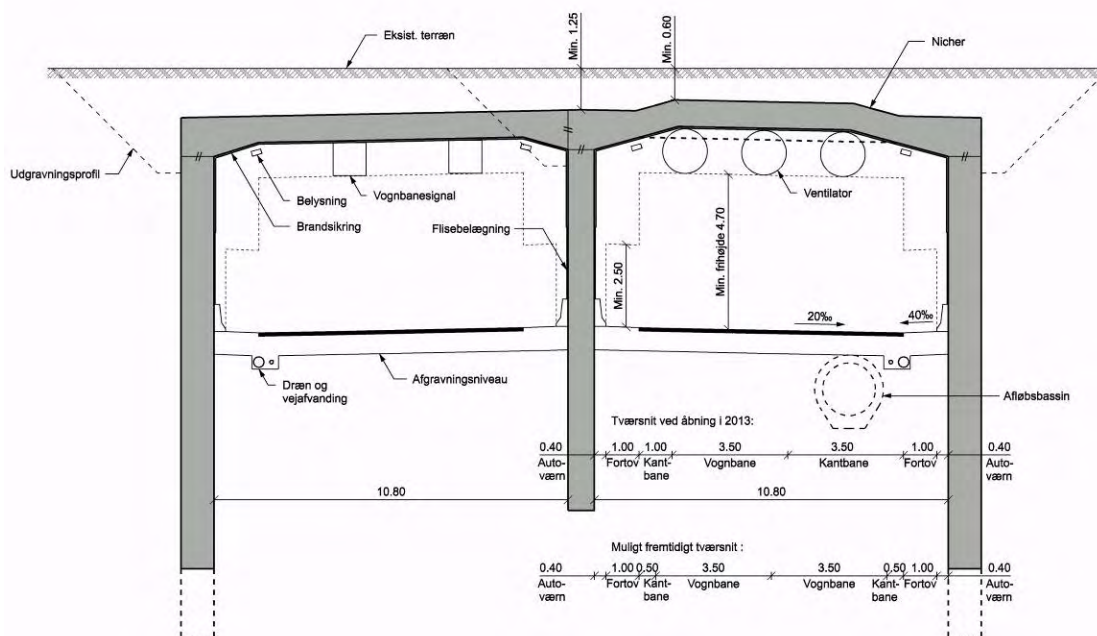 Min. 1.25
Min. 0.60
Eksist. terræn
Nicher
Udgravningsprofil
Belysning
Vognbanesignal
Brandsikring
Ventilator
Flisebelægning
Min. 2.50
Min. frihøjde 4.70
20‰
40‰
Dræn og
vejafvanding
Afgravningsniveau
Afløbsbassin
Tværsnit ved åbning i 2013:
0.40 1.00 1.00 3.50 3.50 1.00 0.40
Auto- Fortov Kant- Vognbane Kantbane Fortov Auto-
værn bane værn
10.80 10.80
Muligt fremtidigt tværsnit :
0.40 1.00 0.50 3.50 3.50 0.50 1.00 0.40
Auto- Fortov Kant- Vognbane Vognbane Kant- Fortov Auto-
værn bane bane værn